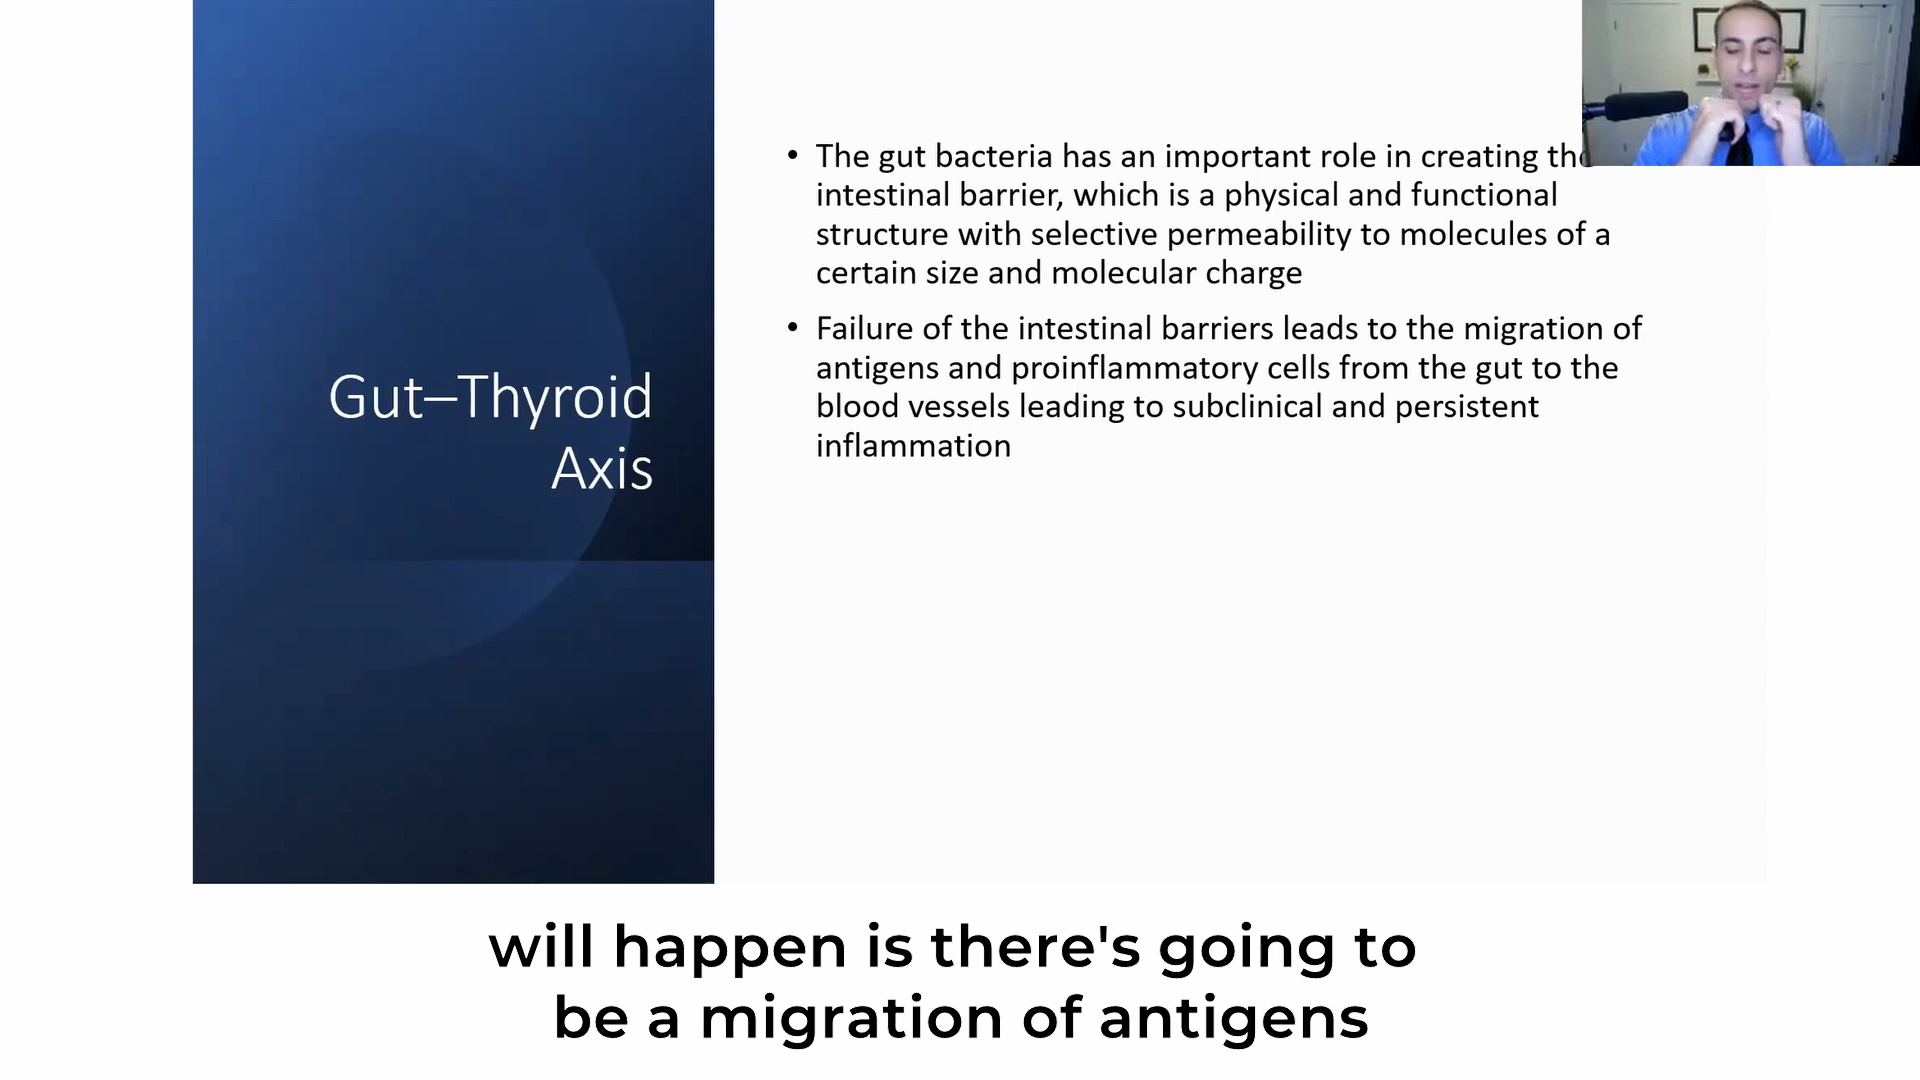 Gut–Thyroid
Axis
• The gut bacteria has an important role in creating the
intestinal barrier, which is a physical and functional
structure with selective permeability to molecules of a
certain size and molecular charge
• Failure of the intestinal barriers leads to the migration of
antigens and proinflammatory cells from the gut to the
blood vessels leading to subclinical and persistent
inflammation
will happen is there's going to
be a migration of antigens